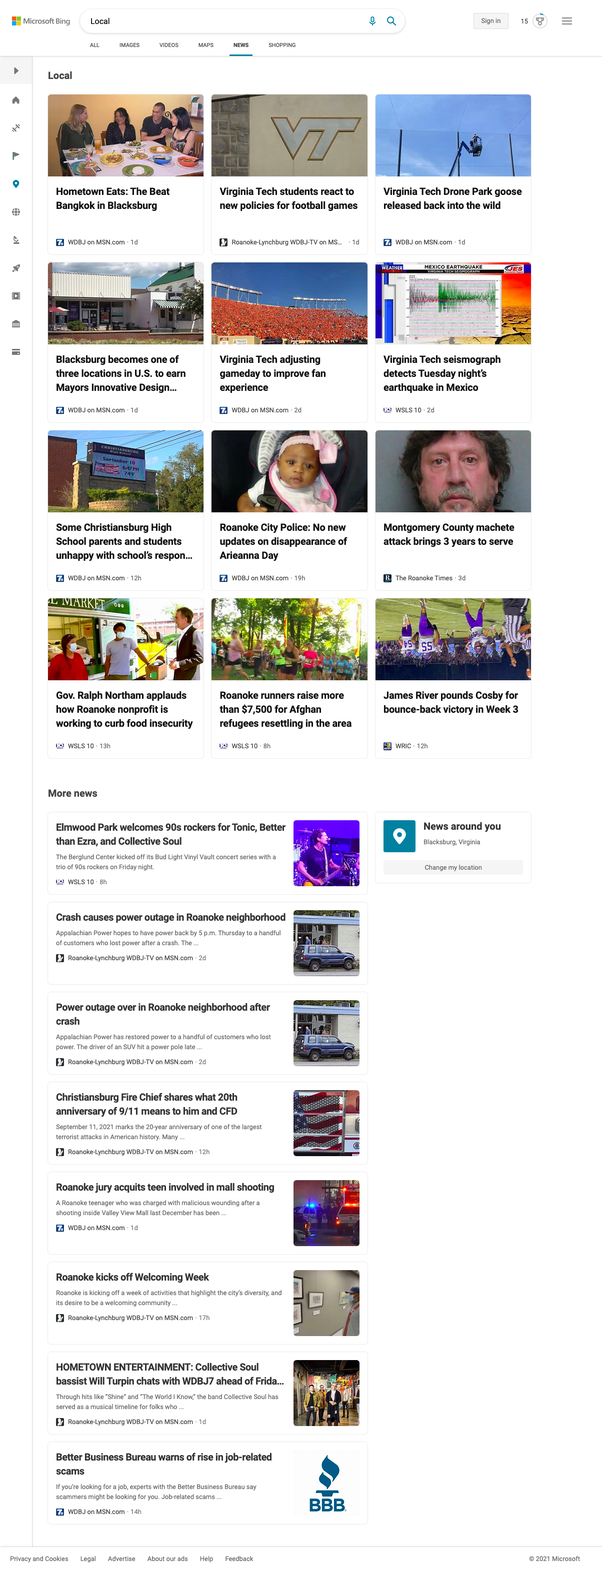 Microsoft Bing
Local
Sign in
15
ALL
IMAGES
VIDEOS
MAPS
NEWS
SHOPPING
Local
Hometown Eats: The Beat
Bangkok in Blacksburg
WDBJ on MSN.com · 1d
VT
Virginia Tech students react to
new policies for football games
Roanoke-Lynchburg WDBJ-TV on MS... · 1d
Virginia Tech Drone Park goose
released back into the wild
WDBJ on MSN.com · 1d
Blacksburg becomes one of
three locations in U.S. to earn
Mayors Innovative Design...
WDBJ on MSN.com · 1d
Virginia Tech adjusting
gameday to improve fan
experience
WDBJ on MSN.com · 2d
MEXICO EARTHQUAKE
Virginia Tech seismograph
detects Tuesday night's
earthquake in Mexico
WSLS 10 · 2d
Some Christiansburg High
School parents and students
unhappy with school's respon...
WDBJ on MSN.com · 12h
Roanoke City Police: No new
updates on disappearance of
Arieanna Day
WDBJ on MSN.com · 19h
Montgomery County machete
attack brings 3 years to serve
The Roanoke Times · 3d
MARKET
Gov. Ralph Northam applauds
how Roanoke nonprofit is
working to curb food insecurity
WSLS 10 · 13h
Roanoke runners raise more
than $7,500 for Afghan
refugees resettling in the area
WSLS 10 · 8h
55
James River pounds Cosby for
bounce-back victory in Week 3
WRIC · 12h
More news
Elmwood Park welcomes 90s rockers for Tonic, Better
than Ezra, and Collective Soul
The Berglund Center kicked off its Bud Light Vinyl Vault concert series with a
trio of 90s rockers on Friday night.
WSLS 10 · 8h
News around you
Blacksburg, Virginia
Change my location
Crash causes power outage in Roanoke neighborhood
Appalachian Power hopes to have power back by 5 p.m. Thursday to a handful
of customers who lost power after a crash. The ...
Roanoke-Lynchburg WDBJ-TV on MSN.com · 2d
Power outage over in Roanoke neighborhood after
crash
Appalachian Power has restored power to a handful of customers who lost
power. The driver of an SUV hit a power pole late ...
Roanoke-Lynchburg WDBJ-TV on MSN.com · 2d
Christiansburg Fire Chief shares what 20th
anniversary of 9/11 means to him and CFD
September 11, 2021 marks the 20-year anniversary of one of the largest
terrorist attacks in American history. Many ...
Roanoke-Lynchburg WDBJ-TV on MSN.com · 12h
Roanoke jury acquits teen involved in mall shooting
A Roanoke teenager who was charged with malicious wounding after a
shooting inside Valley View Mall last December has been ...
WDBJ on MSN.com · 1d
Roanoke kicks off Welcoming Week
Roanoke is kicking off a week of activities that highlight the city's diversity, and
its desire to be a welcoming community ...
Roanoke-Lynchburg WDBJ-TV on MSN.com · 17h
HOMETOWN ENTERTAINMENT: Collective Soul
bassist Will Turpin chats with WDBJ7 ahead of Frida...
Through hits like "Shine" and "The World I Know," the band Collective Soul has
served as a musical timeline for folks who ...
Roanoke-Lynchburg WDBJ-TV on MSN.com · 1d
Better Business Bureau warns of rise in job-related
scams
If you're looking for a job, experts with the Better Business Bureau say
scammers might be looking for you. Job-related scams ...
WDBJ on MSN.com · 14h
BBB
Privacy and Cookies
Legal
Advertise
About our ads
Help
Feedback
© 2021 Microsoft